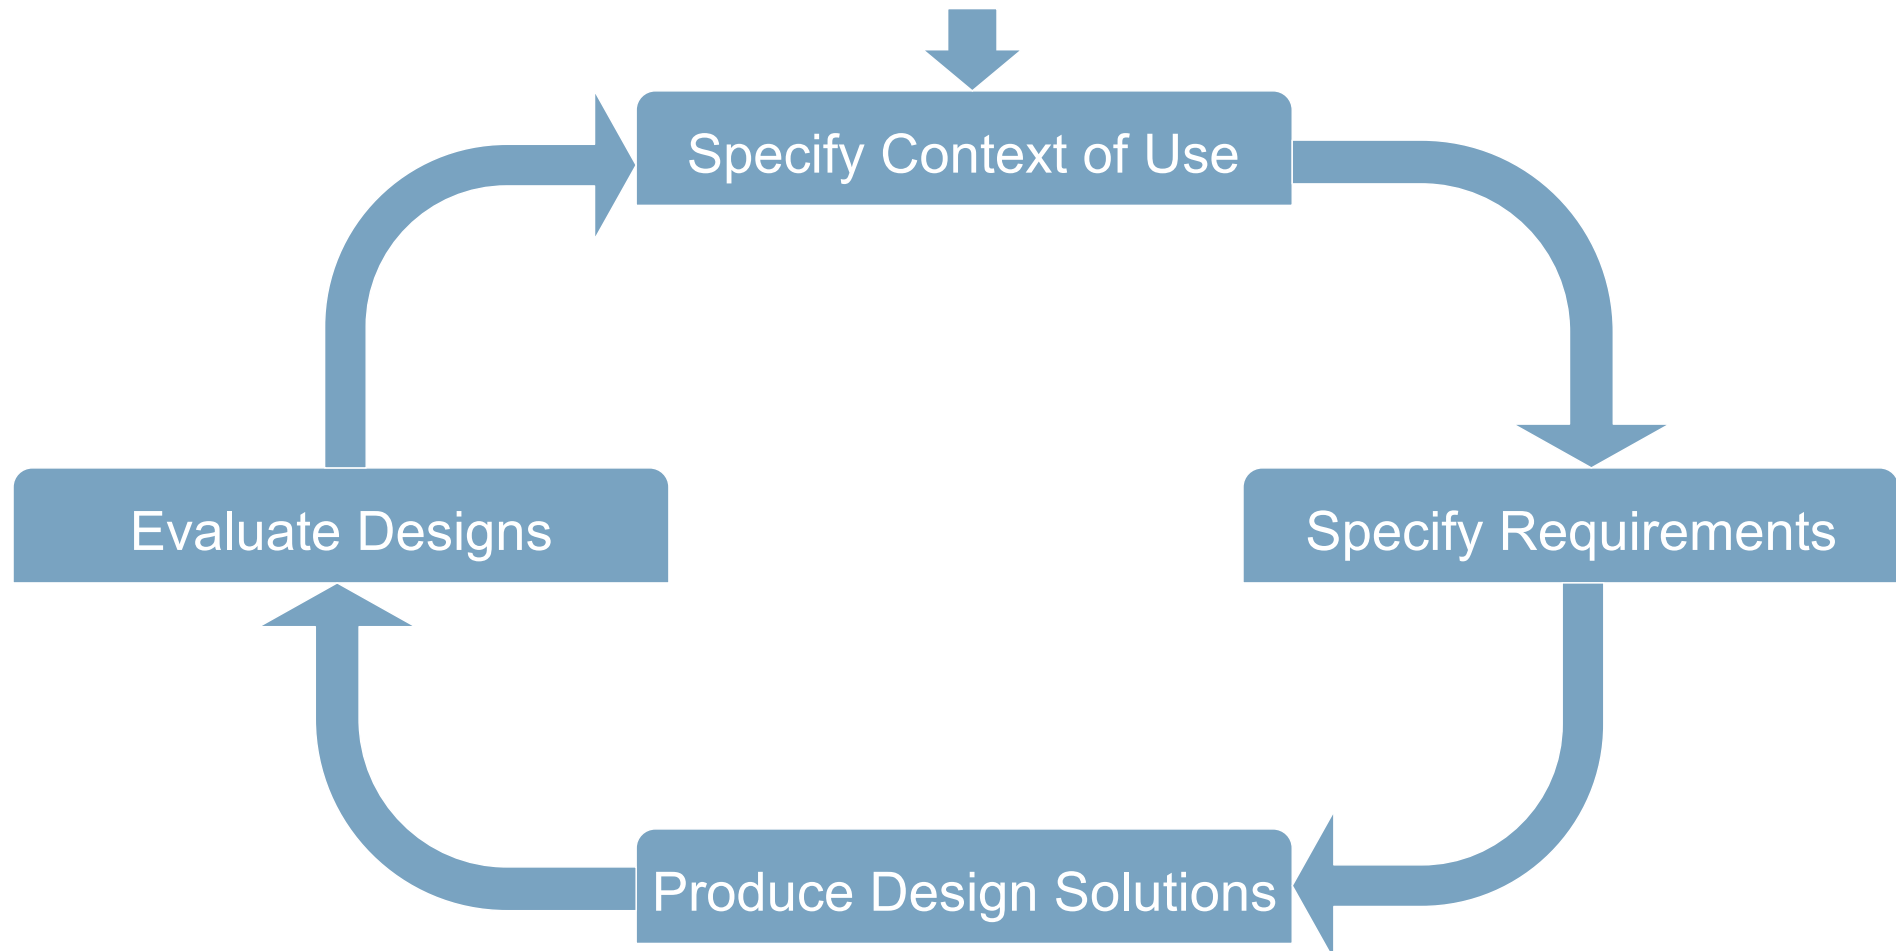 Specify Context of Use
Evaluate Designs
Specify Requirements
Produce Design Solutions